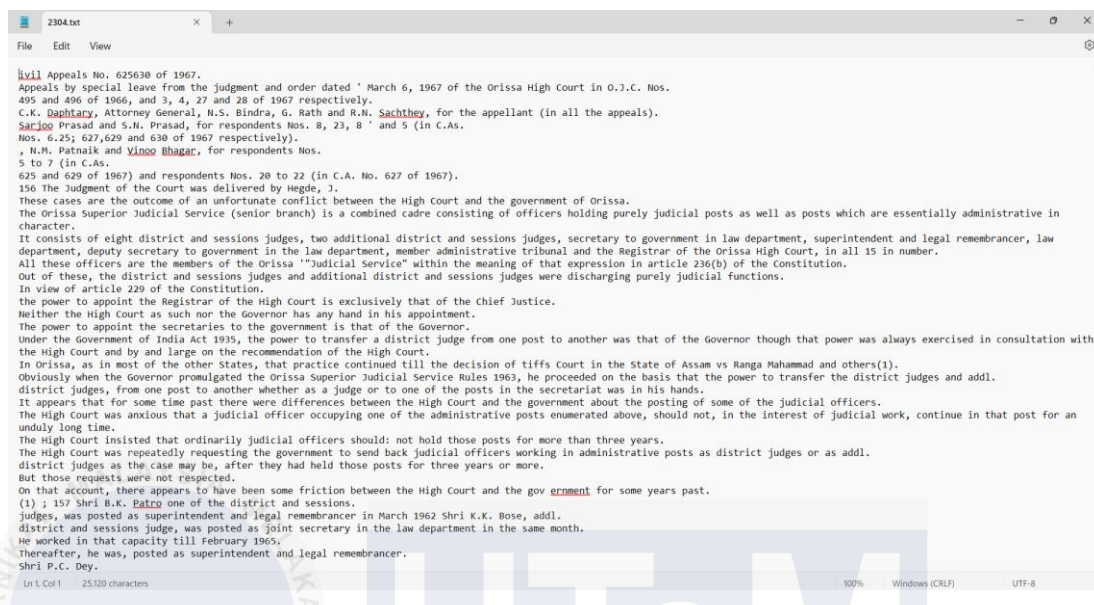 2304.txt
File Edit View
ivil Appeals No. 625630 of 1967.
Appeals by special leave from the judgment and order dated ' March 6, 1967 of the Orissa High Court in O.J.C. Nos.
495 and 496 of 1966, and 3, 4, 27 and 28 of 1967 respectively.
C.K. Daphtary, Attorney General, N.S. Bindra, G. Rath and R.N. Sachthey, for the appellant (in all the appeals).
Sarjoo Prasad and S.N. Prasad, for respondents Nos. 8, 23, 8 ' and 5 (in C.As.
Nos. 6.25; 627,629 and 630 of 1967 respectively).
, N.M. Patnaik and Vinoo Bhagar, for respondents Nos.
5 to 7 (in C.As.
625 and 629 of 1967) and respondents Nos. 20 to 22 (in C.A. No. 627 of 1967).
156 The Judgment of the Court was delivered by Hegde, J.
These cases are the outcome of an unfortunate conflict between the High Court and the government of Orissa.
The Orissa Superior Judicial Service (senior branch) is a combined cadre consisting of officers holding purely judicial posts as well as posts which are essentially administrative in
character.
It consists of eight district and sessions judges, two additional district and sessions judges, secretary to government in law department, superintendent and legal remembrancer, law
department, deputy secretary to government in the law department, member administrative tribunal and the Registrar of the Orissa High Court, in all 15 in number.
All these officers are the members of the Orissa '"Judicial Service" within the meaning of that expression in article 236(b) of the Constitution.
Out of these, the district and sessions judges and additional district and sessions judges were discharging purely judicial functions.
In view of article 229 of the Constitution.
the power to appoint the Registrar of the High Court is exclusively that of the Chief Justice.
Neither the High Court as such nor the Governor has any hand in his appointment.
The power to appoint the secretaries to the government is that of the Governor.
Under the Government of India Act 1935, the power to transfer a district judge from one post to another was that of the Governor though that power was always exercised in consultation with
the High Court and by and large on the recommendation of the High Court.
In Orissa, as in most of the other States, that practice continued till the decision of tiffs Court in the State of Assam vs Ranga Mahammad and others(1).
Obviously when the Governor promulgated the Orissa Superior Judicial Service Rules 1963, he proceeded on the basis that the power to transfer the district judges and addl.
district judges, from one post to another whether as a judge or to one of the posts in the secretariat was in his hands.
It appears that for some time past there were differences between the High Court and the government about the posting of some of the judicial officers.
The High Court was anxious that a judicial officer occupying one of the administrative posts enumerated above, should not, in the interest of judicial work, continue in that post for an
unduly long time.
The High Court insisted that ordinarily judicial officers should: not hold those posts for more than three years.
The High Court was repeatedly requesting the government to send back judicial officers working in administrative posts as district judges or as addl.
district judges as the case may be, after they had held those posts for three years or more.
But those requests were not respected.
On that account, there appears to have been some friction between the High Court and the gov ernment for some years past.
(1) ; 157 Shri B.K. Patro one of the district and sessions.
judges, was posted as superintendent and legal remembrancer in March 1962 Shri K.K. Bose, addl.
district and sessions judge, was posted as joint secretary in the law department in the same month.
He worked in that capacity till February 1965.
Thereafter, he was, posted as superintendent and legal remembrancer.
Shri P.C. Dey.
Ln 1, Col 1 25,120 characters 100% Windows (CRLF) UTF-8